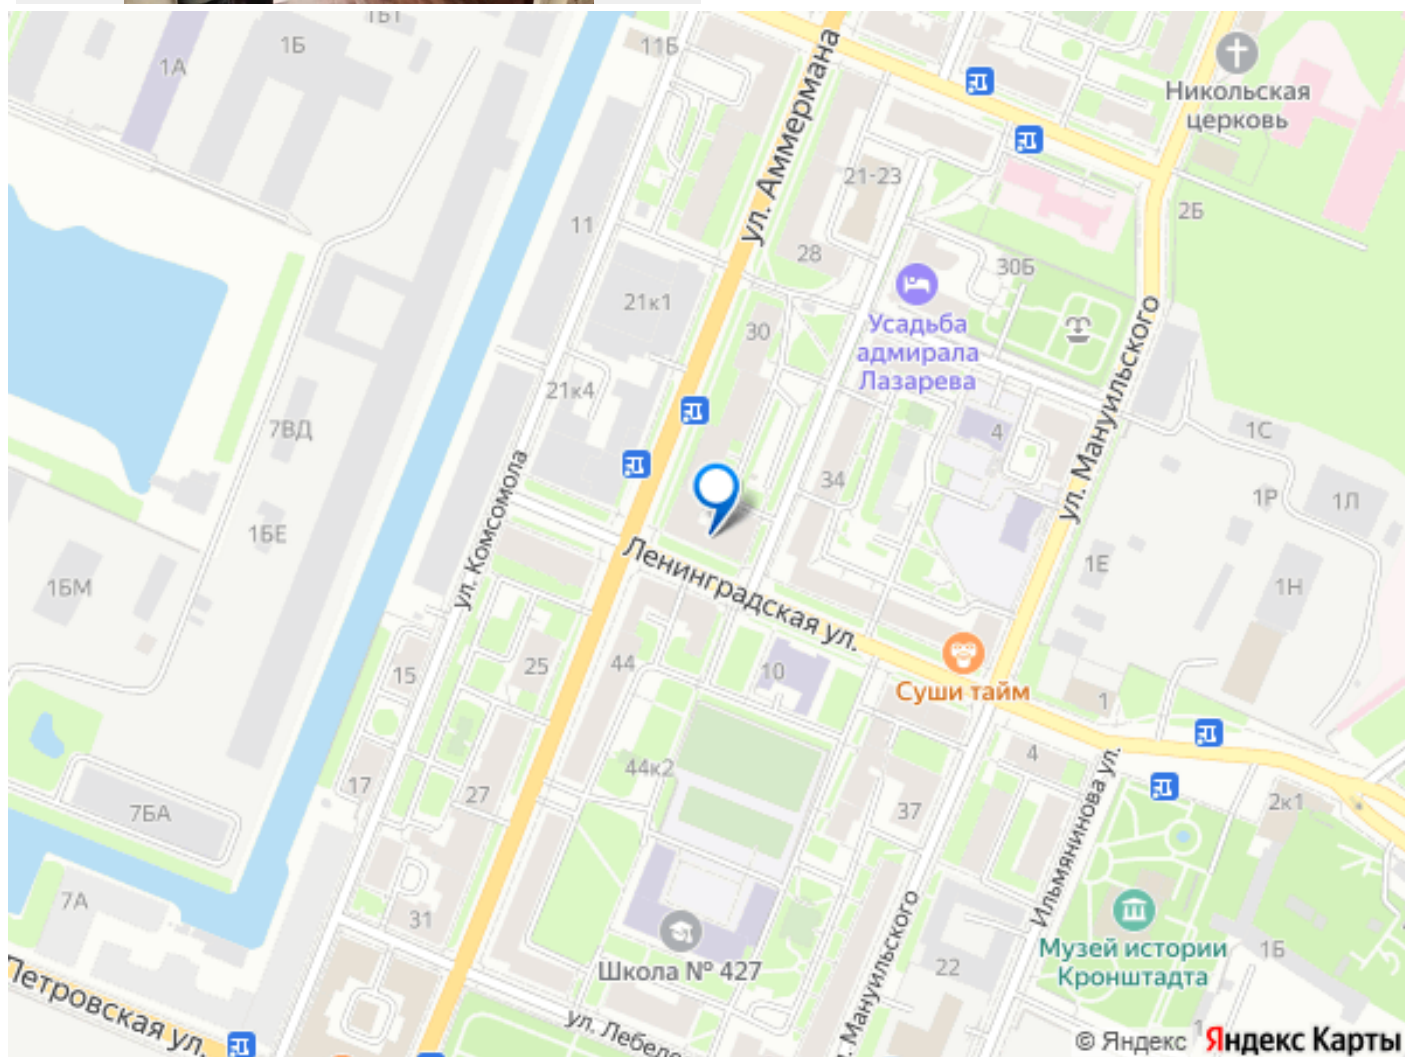 1Б1
1Б
1А
11Б
ул. Аммермана
Никольская
церковь
21-23
2Б
11
28
30Б
21к1
30
Усадьба
адмирала
Лазарева
ул. Мануильского
21к4
7ВД
4
1С
34
1Р
1Л
ул. Комсомола
1БЕ
Ленинградская ул.
1Е
1БМ
1Н
15
25
44
10
Суши тайм
1
4
44к2
17
27
37
2к1
7БА
Ильмянинова ул.
7А
31
ул. Мануильского
Музей истории
Кронштадта
1Б
Школа № 427
22
Петровская ул.
ул. Лебеде
1
© Яндекс
Яндекс Карты